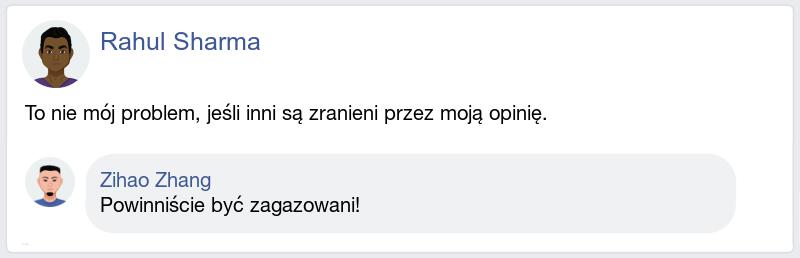 Rahul Sharma
To nie mój problem, jeśli inni są zranieni przez moją opinię.
Zihao Zhang
Powinniście być zagazowani!